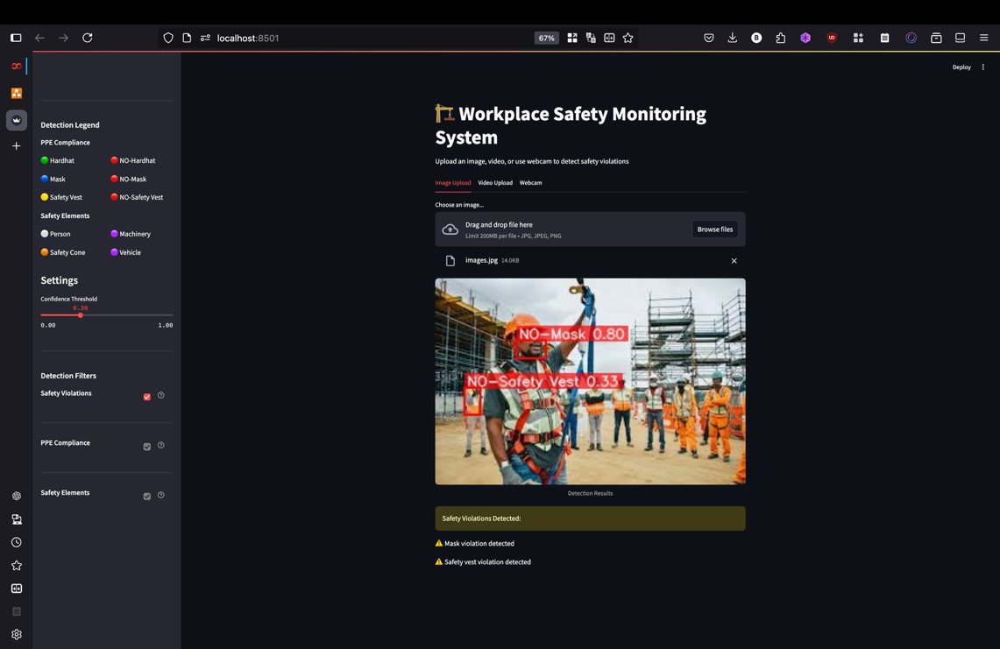 localhost:8501
67%
B
UD
Deploy
Detection Legend
PPE Compliance
Hardhat
NO-Hardhat
Mask
NO-Mask
Safety Vest
NO-Safety Vest
Safety Elements
Person
Machinery
Safety Cone
Vehicle
Settings
Confidence Threshold
0.30
0.00
1.00
Detection Filters
Safety Violations
PPE Compliance
Safety Elements
Workplace Safety Monitoring
System
Upload an image, video, or use webcam to detect safety violations
Image Upload
Video Upload
Webcam
Choose an image...
Drag and drop file here
Limit 200MB per file • JPG, JPEG, PNG
Browse files
images.jpg 14.0KB
NO-Mask 0.80
NO-Safety Vest 0.33
Detection Results
Safety Violations Detected:
Mask violation detected
Safety vest violation detected